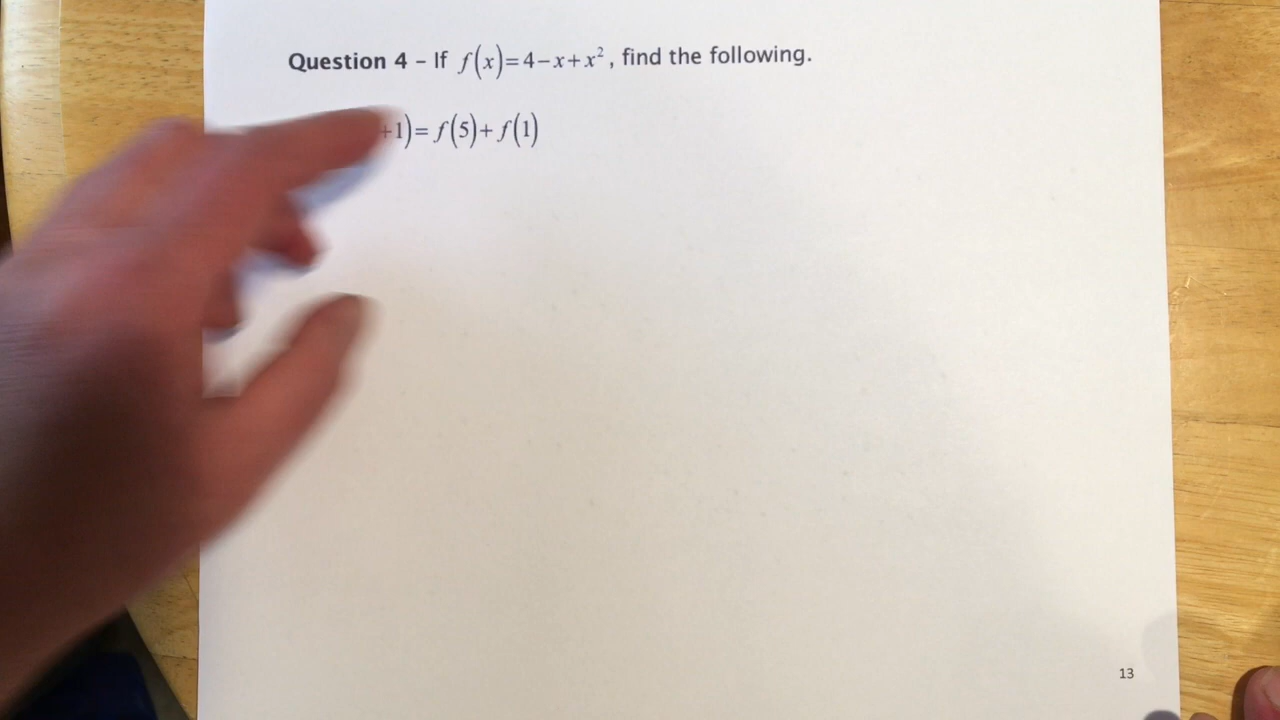 Question 4 – If f(x)=4−x+x², find the following.
+1)= f(5)+ f(1)
13